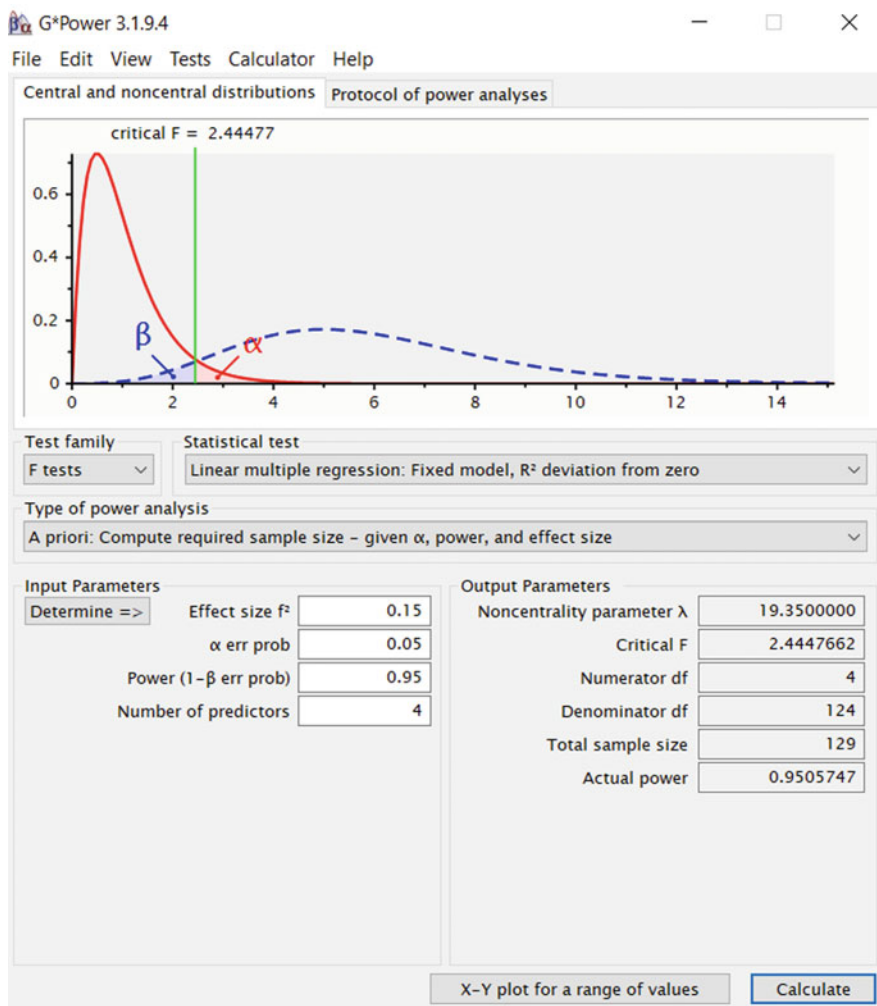 βα G*Power 3.1.9.4
File Edit View Tests Calculator Help
Central and noncentral distributions Protocol of power analyses
critical F = 2.44477
0.6
0.4
0.2
0
β
α
0 2 4 6 8 10 12 14
Test family Statistical test
F tests Linear multiple regression: Fixed model, R² deviation from zero
Type of power analysis
A priori: Compute required sample size – given α, power, and effect size
Input Parameters
Determine => Effect size f² 0.15
α err prob 0.05
Power (1–β err prob) 0.95
Number of predictors 4
Output Parameters
Noncentrality parameter λ 19.3500000
Critical F 2.4447662
Numerator df 4
Denominator df 124
Total sample size 129
Actual power 0.9505747
X–Y plot for a range of values Calculate